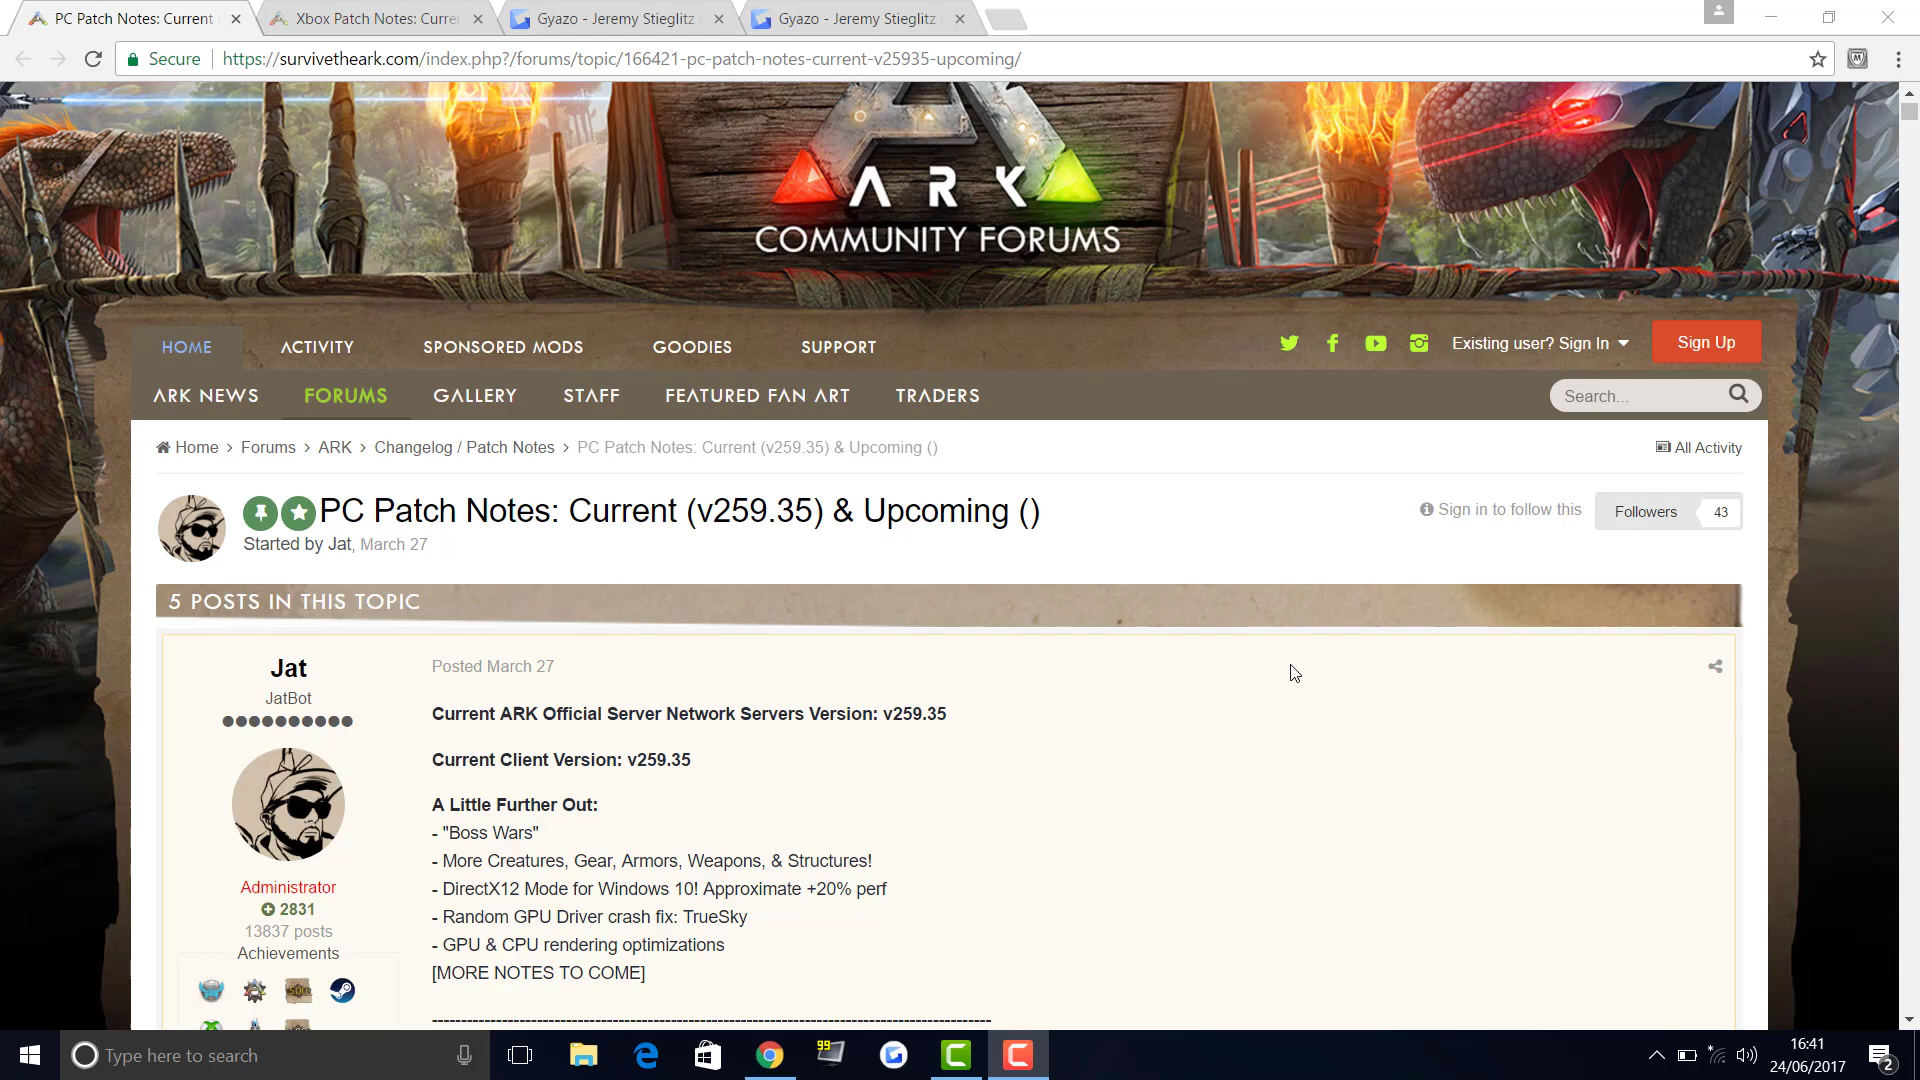 PC Patch Notes: Current
Xbox Patch Notes: Curre
Gyazo - Jeremy Stieglitz
Gyazo - Jeremy Stieglitz
Secure
https://survivetheark.com/index.php?/forums/topic/166421-pc-patch-notes-current-v25935-upcoming/
ARK
COMMUNITY FORUMS
HOME ACTIVITY SPONSORED MODS GOODIES SUPPORT
Existing user? Sign In
Sign Up
ARK NEWS FORUMS GALLERY STAFF FEATURED FAN ART TRADERS
Search...
Home > Forums > ARK > Changelog / Patch Notes > PC Patch Notes: Current (v259.35) & Upcoming ()
All Activity
PC Patch Notes: Current (v259.35) & Upcoming ()
Started by Jat, March 27
Sign in to follow this
Followers 43
5 POSTS IN THIS TOPIC
Jat
JatBot
Administrator
2831
13837 posts
Achievements
500
Posted March 27
Current ARK Official Server Network Servers Version: v259.35
Current Client Version: v259.35
A Little Further Out:
- "Boss Wars"
- More Creatures, Gear, Armors, Weapons, & Structures!
- DirectX12 Mode for Windows 10! Approximate +20% perf
- Random GPU Driver crash fix: TrueSky
- GPU & CPU rendering optimizations
[MORE NOTES TO COME]
--------------------------------------------------------------------------------------------
Type here to search
99
16:41
24/06/2017
2